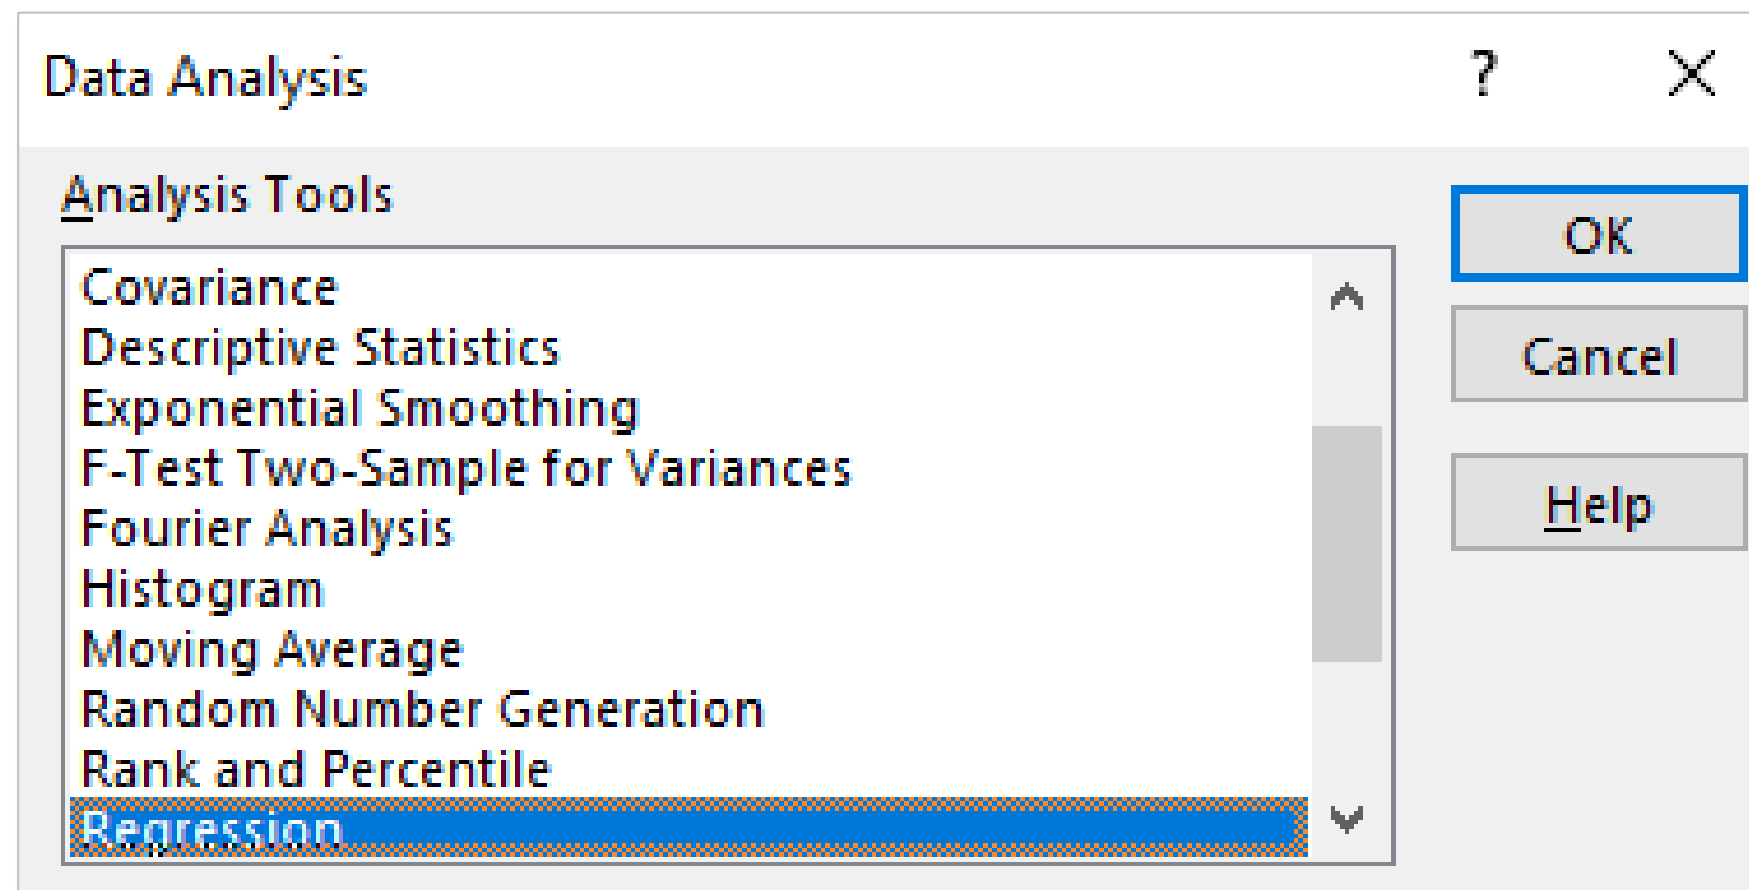 Data Analysis
?
Analysis Tools
OK
Covariance
Descriptive Statistics
Cancel
Exponential Smoothing
F-Test Two-Sample for Variances
Help
Fourier Analysis
Histogram
Moving Average
Random Number Generation
Rank and Percentile
Regression